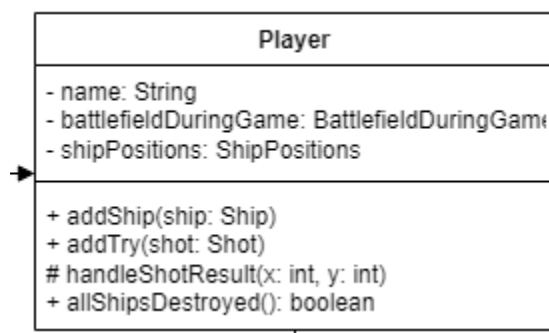 Player
- name: String
- battlefieldDuringGame: BattlefieldDuringGame
- shipPositions: ShipPositions
+ addShip(ship: Ship)
+ addTry(shot: Shot)
# handleShotResult(x: int, y: int)
+ allShipsDestroyed(): boolean